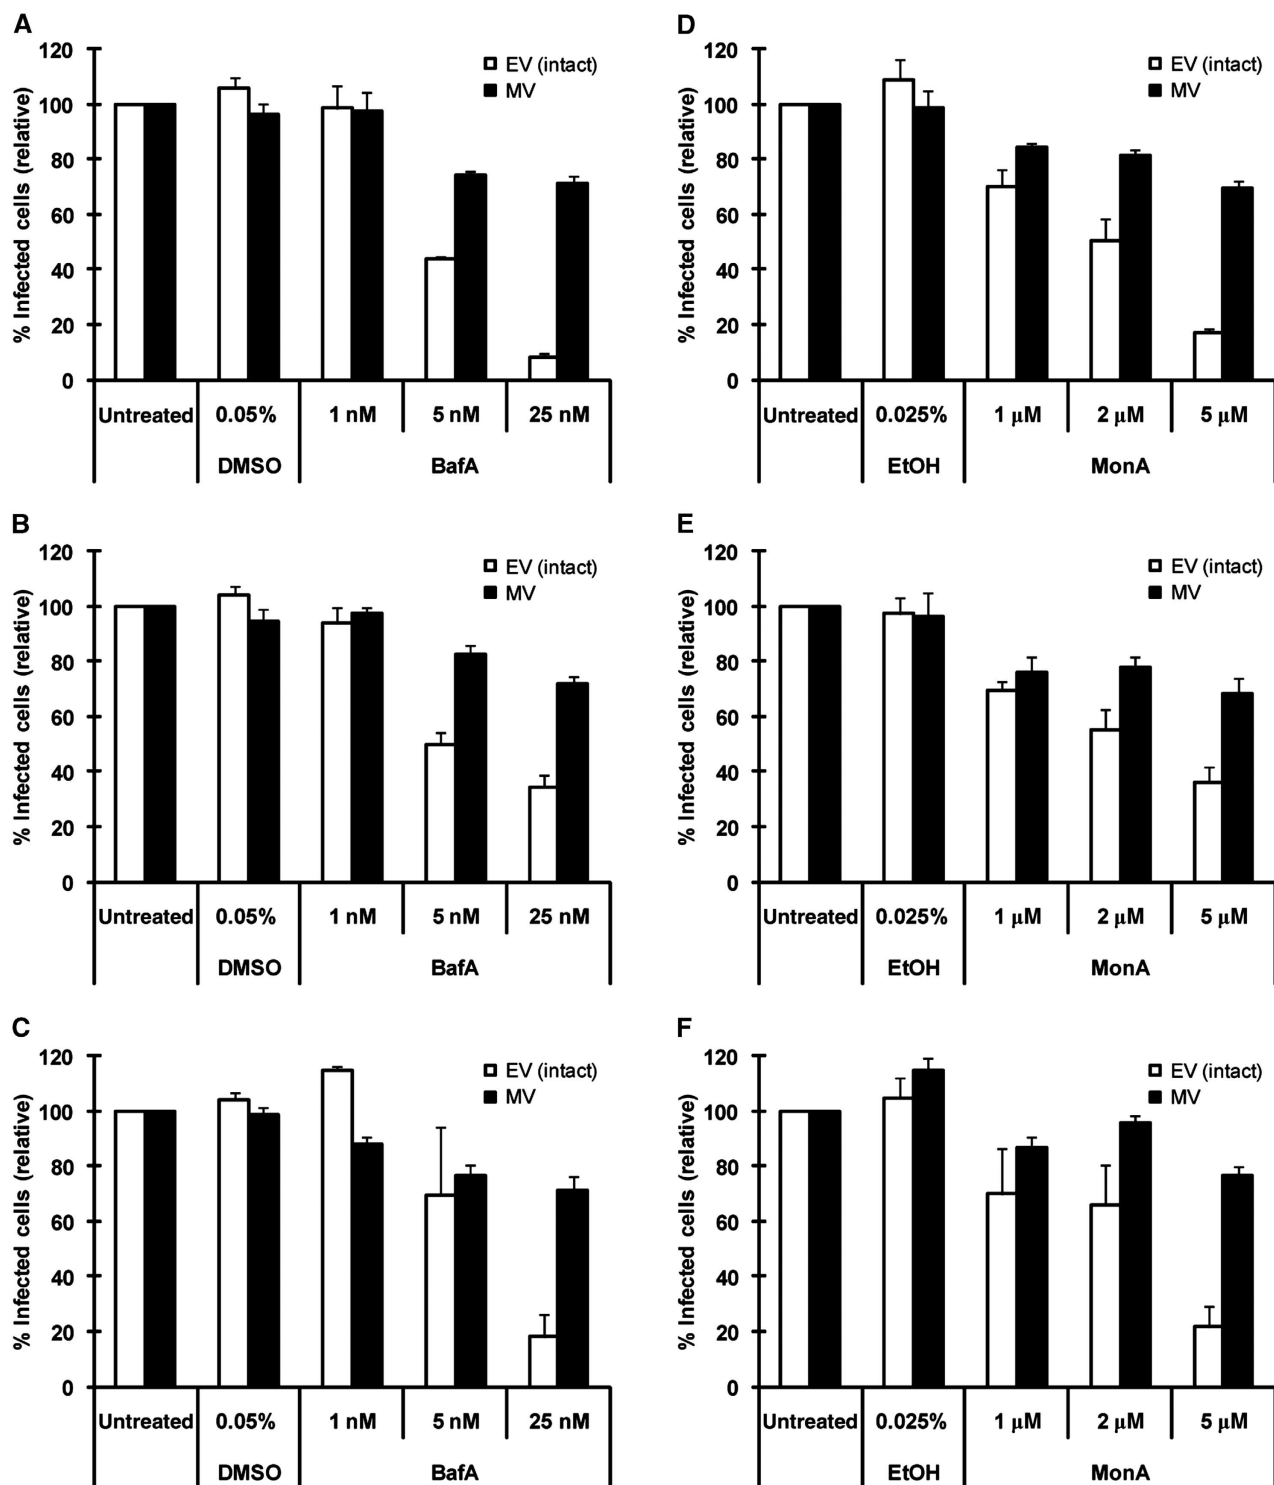 A
% Infected cells (relative)
120
100
80
60
40
20
0
EV (intact)
MV
Untreated 0.05% 1 nM 5 nM 25 nM
DMSO BafA
D
% Infected cells (relative)
120
100
80
60
40
20
0
EV (intact)
MV
Untreated 0.025% 1 μM 2 μM 5 μM
EtOH MonA
B
% Infected cells (relative)
120
100
80
60
40
20
0
EV (intact)
MV
Untreated 0.05% 1 nM 5 nM 25 nM
DMSO BafA
E
% Infected cells (relative)
120
100
80
60
40
20
0
EV (intact)
MV
Untreated 0.025% 1 μM 2 μM 5 μM
EtOH MonA
C
% Infected cells (relative)
120
100
80
60
40
20
0
EV (intact)
MV
Untreated 0.05% 1 nM 5 nM 25 nM
DMSO BafA
F
% Infected cells (relative)
120
100
80
60
40
20
0
EV (intact)
MV
Untreated 0.025% 1 μM 2 μM 5 μM
EtOH MonA